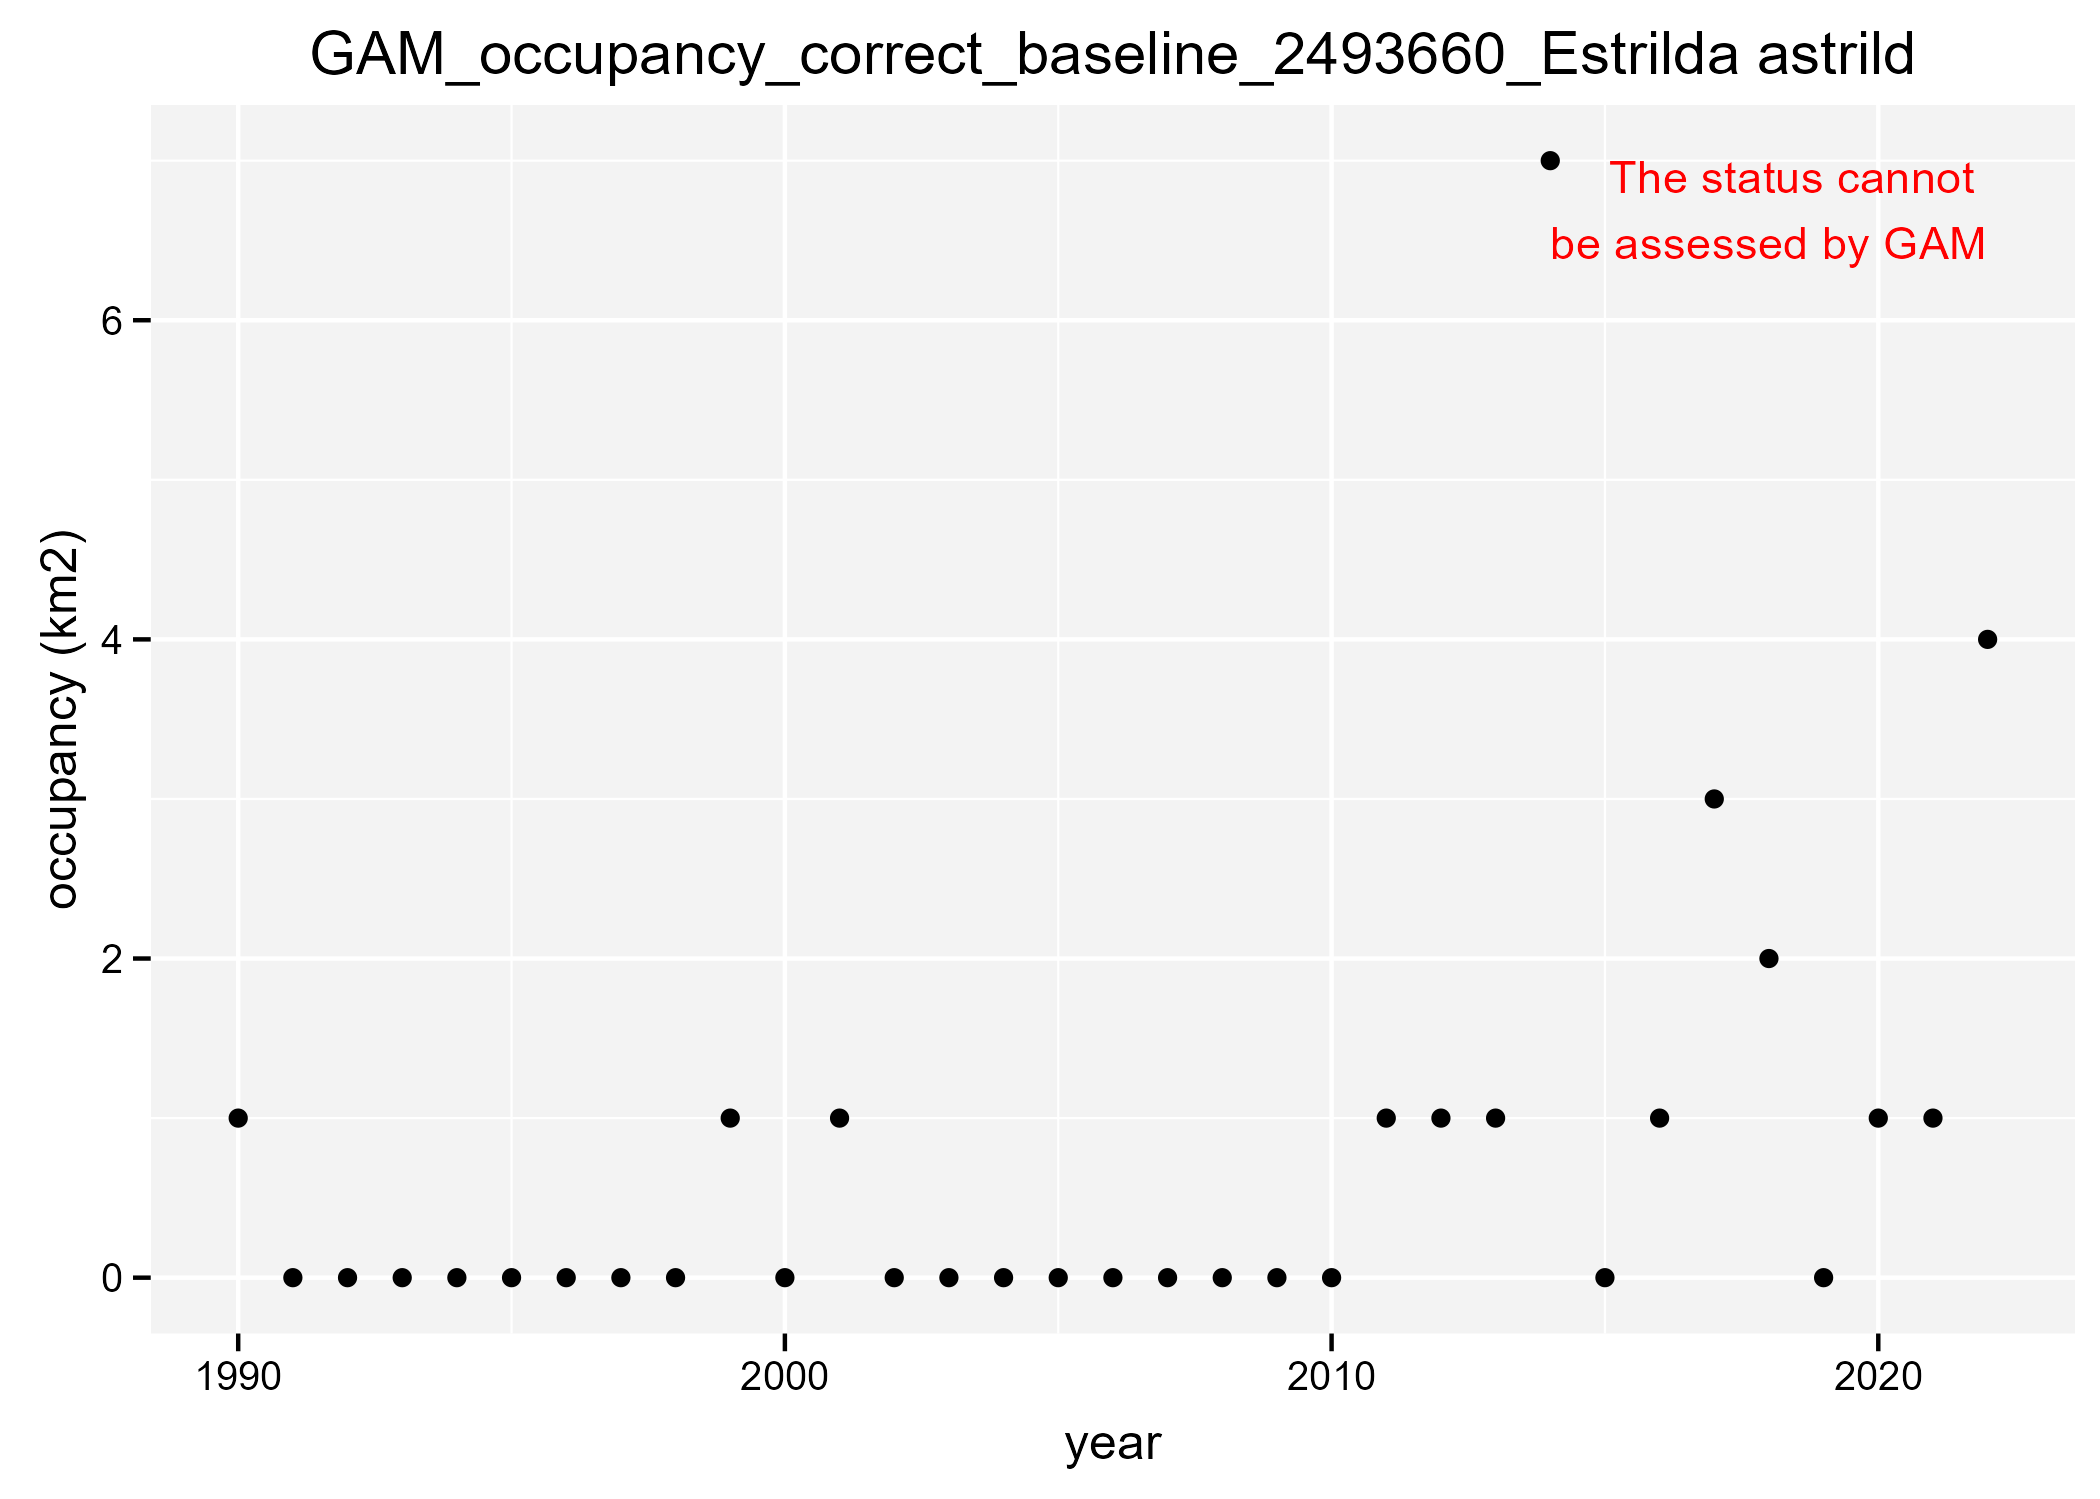 GAM_occupancy_correct_baseline_2493660_Estrilda astrild
The status cannot
be assessed by GAM
6
4
2
0
occupancy (km2)
1990 2000 2010 2020
year